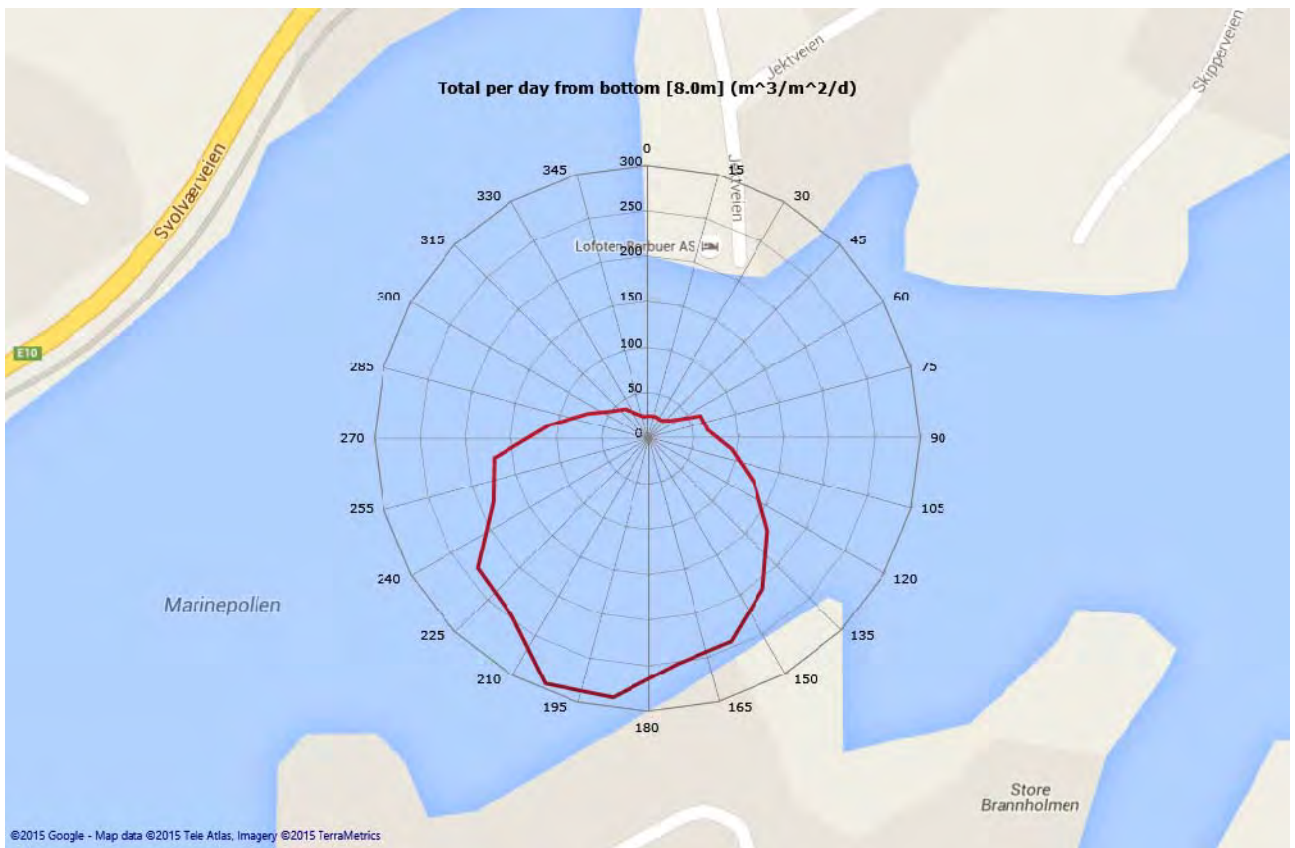 Jektveien
Skipperveien
Total per day from bottom [8.0m] (m^3/m^2/d)
Svolværveien
Jektveien
0
15
30
45
60
75
90
105
120
135
150
165
180
195
210
225
240
255
270
285
300
315
330
345
300
250
200
150
100
50
0
Lofoten Rorbuer AS
E10
Marinepollen
Store
Brannholmen
©2015 Google - Map data ©2015 Tele Atlas, Imagery ©2015 TerraMetrics